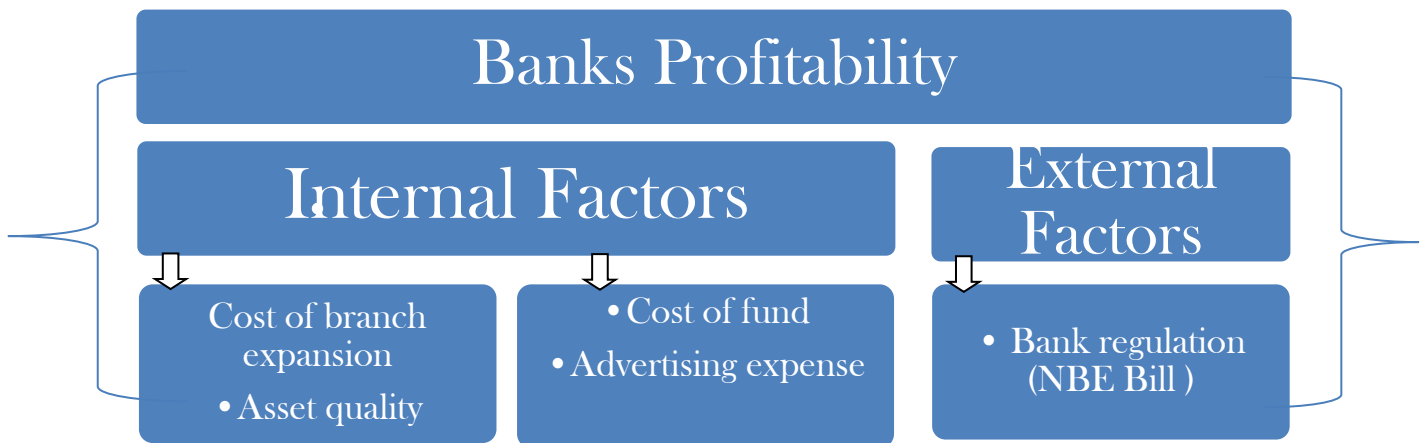 Banks Profitability
Internal Factors
External
Factors
Cost of branch
expansion
• Asset quality
• Cost of fund
• Advertising expense
• Bank regulation
(NBE Bill )